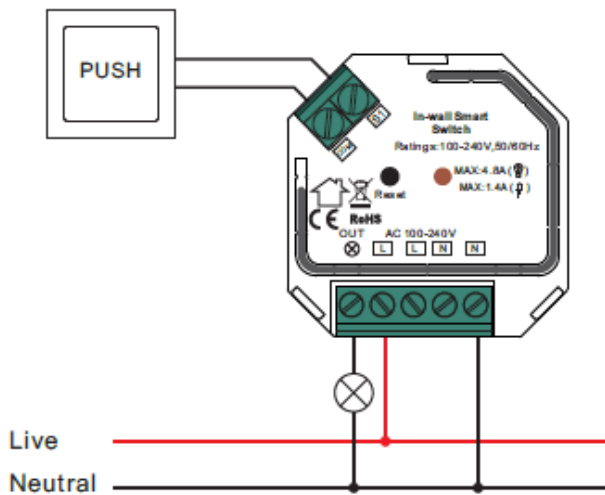 PUSH
S1
In-wall Smart
Switch
Ratings:100-240V,50/60Hz
MAX:4.8A( )
MAX:1.4A( )
Reset
CE RoHS
OUT AC 100-240V
L L N N
Live
Neutral